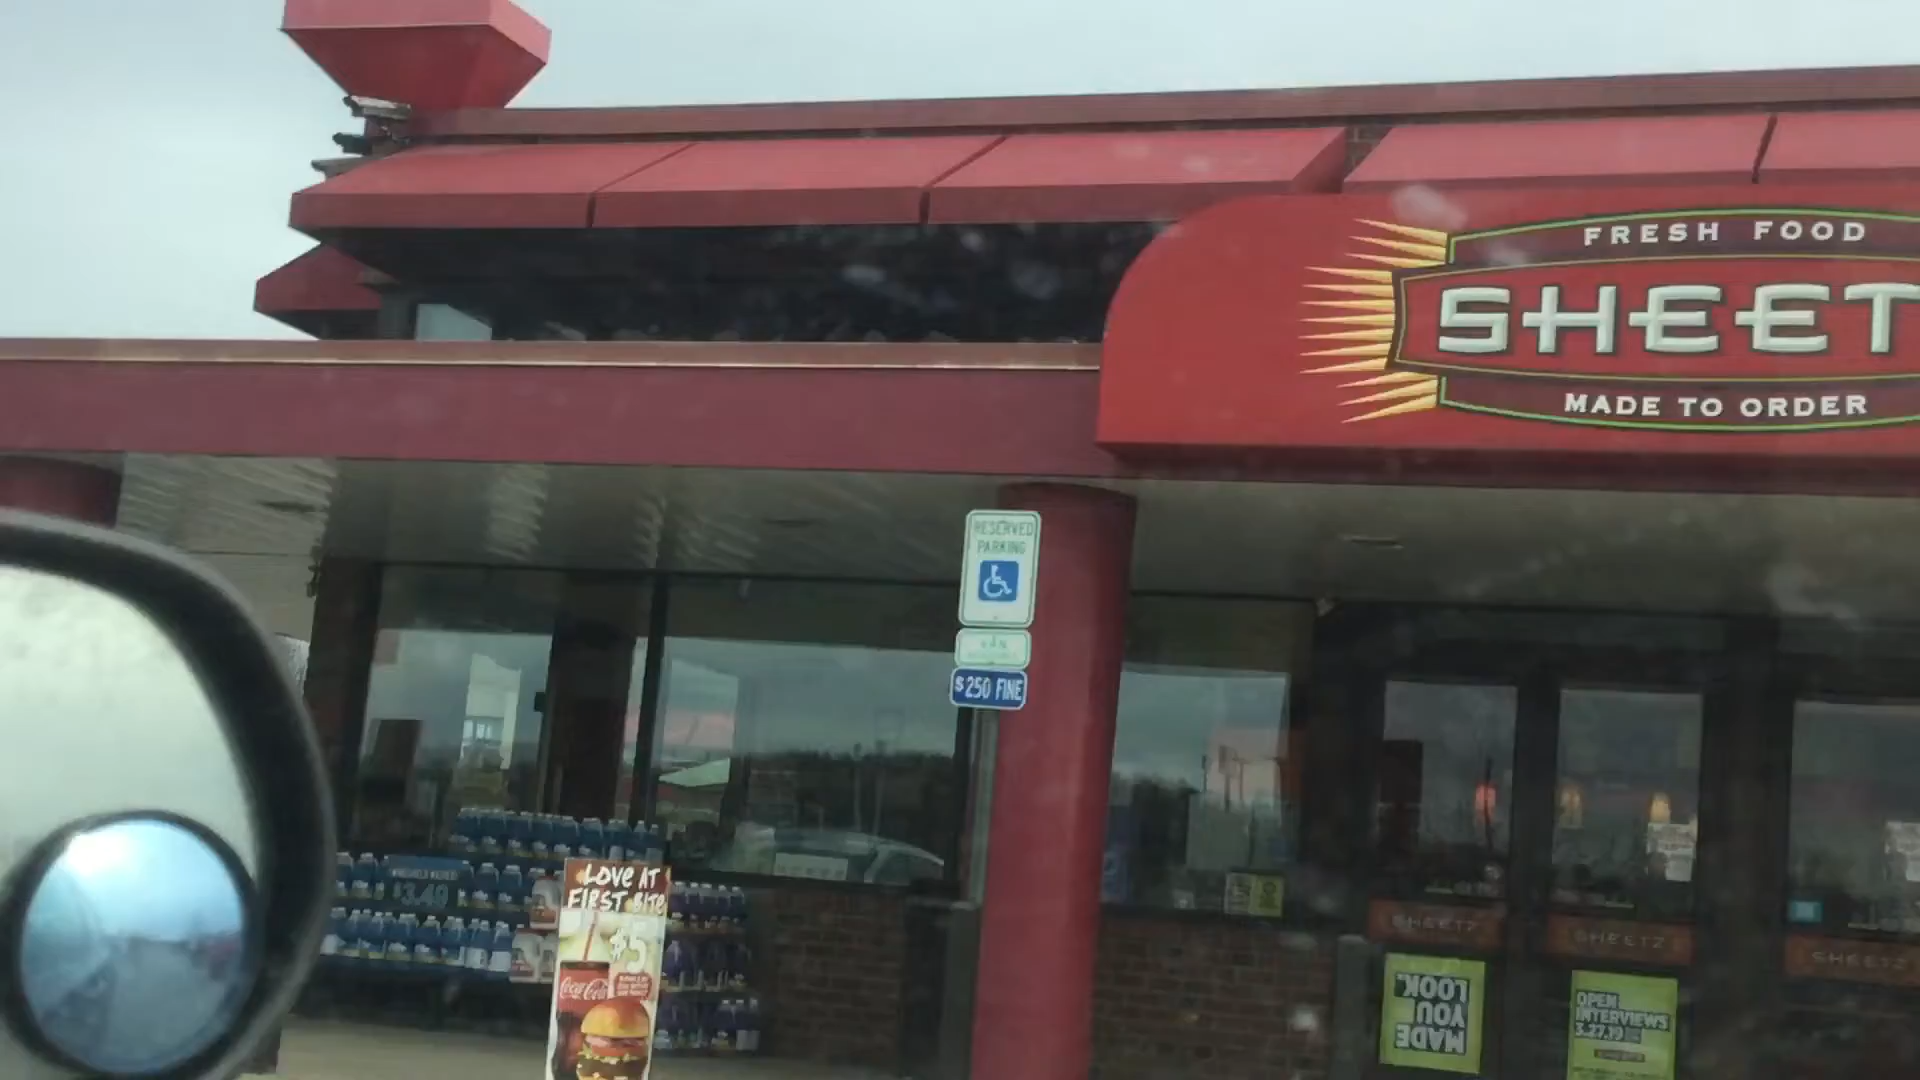 FRESH FOOD
SHEET
MADE TO ORDER
RESERVED
PARKING
VAN
$250 FINE
$3.49
LOVE AT
FIRST BITE
$5
Coca-Cola
SHEETZ
SHEETZ
SHEETZ
MADE
YOU
LOOK.
OPEN
INTERVIEWS
3.27.19